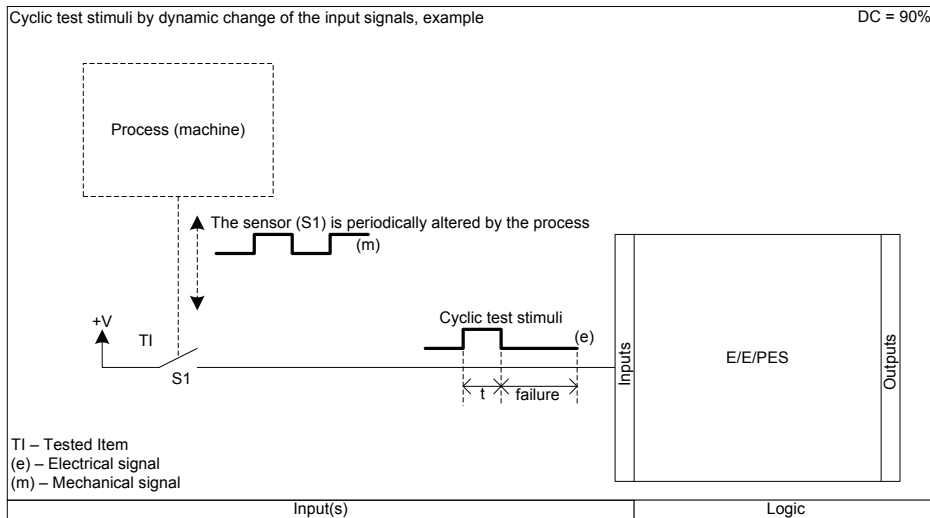 Cyclic test stimuli by dynamic change of the input signals, example
DC = 90%
Process (machine)
The sensor (S1) is periodically altered by the process
(m)
Cyclic test stimuli
+V
TI
(e)
S1
Inputs
E/E/PES
Outputs
t
failure
TI – Tested Item
(e) – Electrical signal
(m) – Mechanical signal
Input(s)
Logic